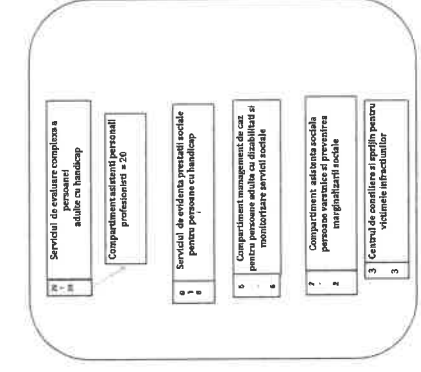 Serviciul de evaluare complexa a
persoanei
adulte cu handicap
Compartiment asistenti personali
profesionisti = 20
Serviciul de evidenta prestatii sociale
pentru persoane cu handicap
Compartiment management de caz
pentru persoane adulte cu dizabilitati si
monitorizare servicii sociale
Compartiment asistenta sociala
persoane varstnice si prevenirea
marginalizarii sociale
3 Centrul de consiliere si sprijin pentru
3 victimele infractiunilor